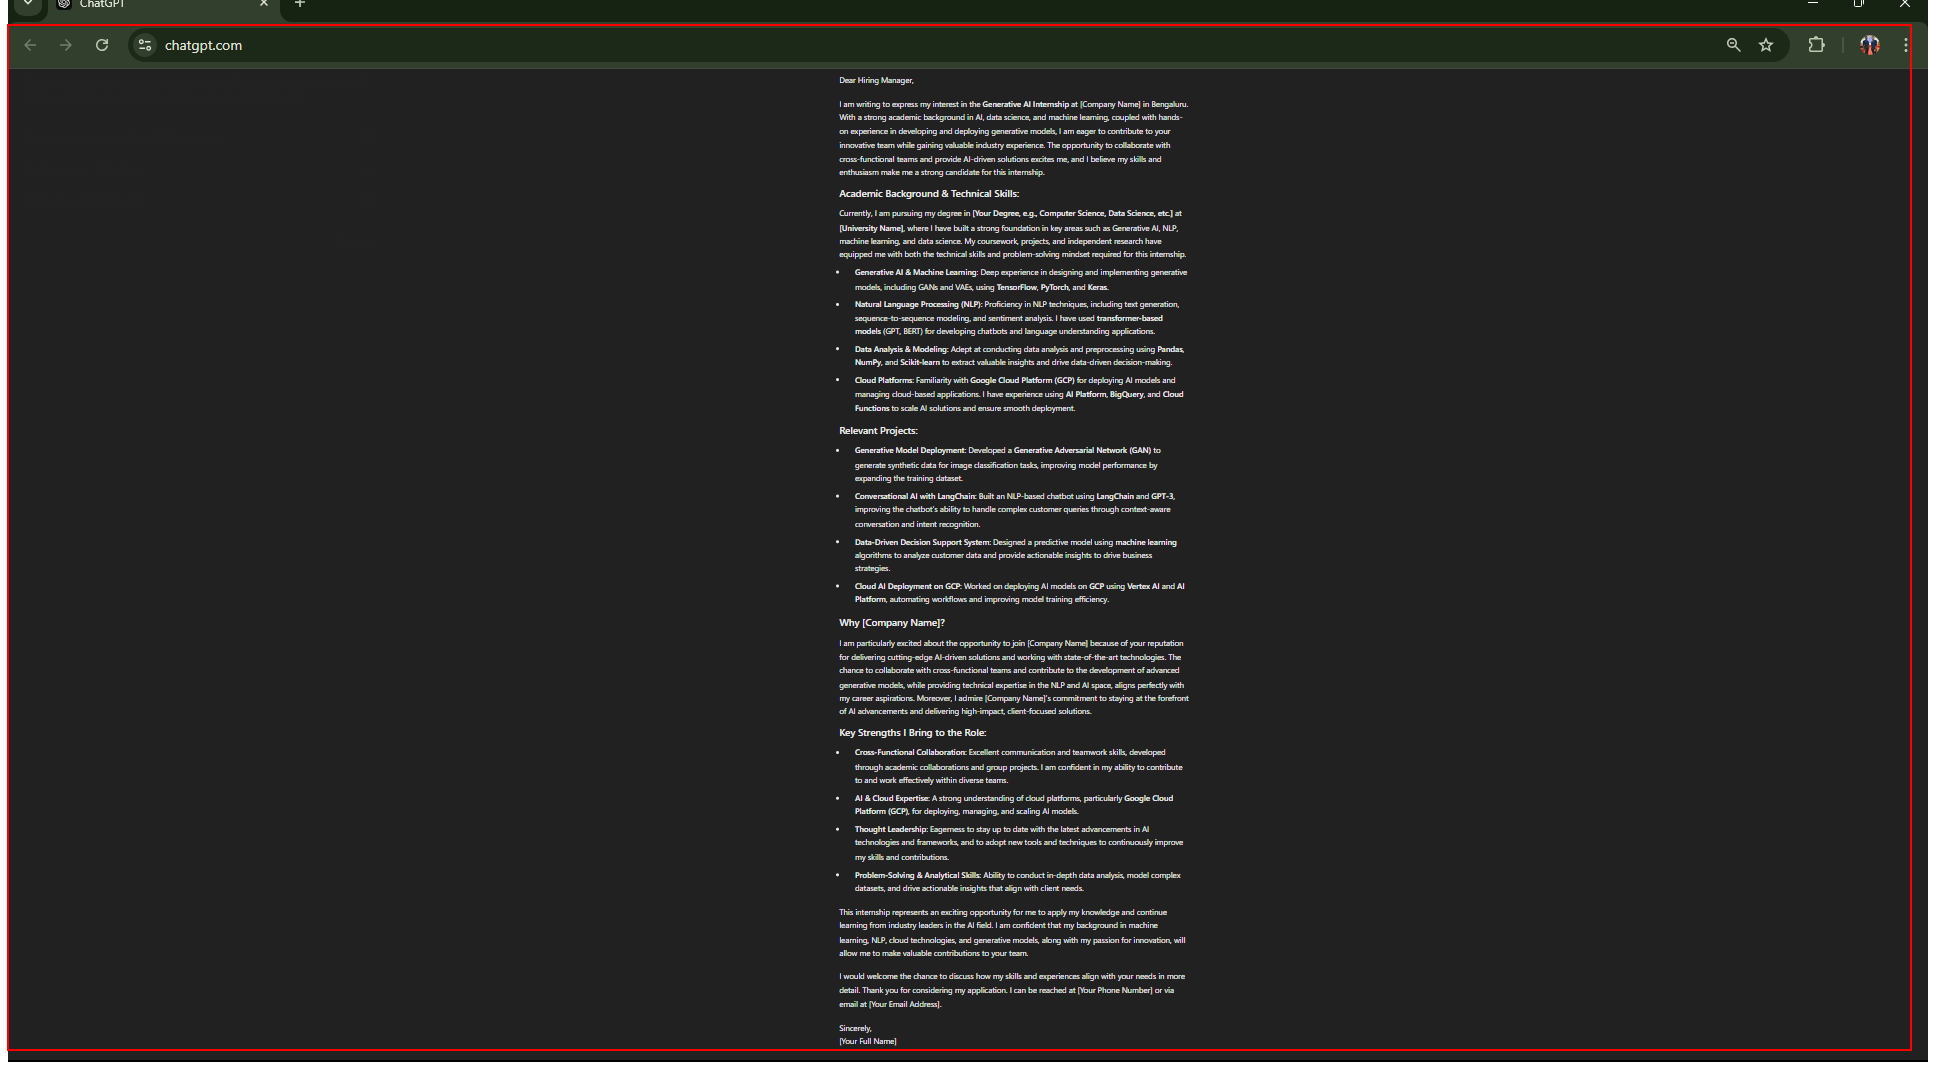 ChatGPT
chatgpt.com
Dear Hiring Manager,
I am writing to express my interest in the Generative AI Internship at [Company Name] in Bengaluru.
With a strong academic background in AI, data science, and machine learning, coupled with hands-
on experience in developing and deploying generative models, I am eager to contribute to your
innovative team while gaining valuable industry experience. The opportunity to collaborate with
cross-functional teams and provide AI-driven solutions excites me, and I believe my skills and
enthusiasm make me a strong candidate for this internship.
Academic Background & Technical Skills:
Currently, I am pursuing my degree in [Your Degree, e.g., Computer Science, Data Science, etc.] at
[University Name], where I have built a strong foundation in key areas such as Generative AI, NLP,
machine learning, and data science. My coursework, projects, and independent research have
equipped me with both the technical skills and problem-solving mindset required for this internship.
• Generative AI & Machine Learning: Deep experience in designing and implementing generative
models, including GANs and VAEs, using TensorFlow, PyTorch, and Keras.
• Natural Language Processing (NLP): Proficiency in NLP techniques, including text generation,
sequence-to-sequence modeling, and sentiment analysis. I have used transformer-based
models (GPT, BERT) for developing chatbots and language understanding applications.
• Data Analysis & Modeling: Adept at conducting data analysis and preprocessing using Pandas,
NumPy, and Scikit-learn to extract valuable insights and drive data-driven decision-making.
• Cloud Platforms: Familiarity with Google Cloud Platform (GCP) for deploying AI models and
managing cloud-based applications. I have experience using AI Platform, BigQuery, and Cloud
Functions to scale AI solutions and ensure smooth deployment.
Relevant Projects:
• Generative Model Deployment: Developed a Generative Adversarial Network (GAN) to
generate synthetic data for image classification tasks, improving model performance by
expanding the training dataset.
• Conversational AI with LangChain: Built an NLP-based chatbot using LangChain and GPT-3,
improving the chatbot's ability to handle complex customer queries through context-aware
conversation and intent recognition.
• Data-Driven Decision Support System: Designed a predictive model using machine learning
algorithms to analyze customer data and provide actionable insights to drive business
strategies.
• Cloud AI Deployment on GCP: Worked on deploying AI models on GCP using Vertex AI and AI
Platform, automating workflows and improving model training efficiency.
Why [Company Name]?
I am particularly excited about the opportunity to join [Company Name] because of your reputation
for delivering cutting-edge AI-driven solutions and working with state-of-the-art technologies. The
chance to collaborate with cross-functional teams and contribute to the development of advanced
generative models, while providing technical expertise in the NLP and AI space, aligns perfectly with
my career aspirations. Moreover, I admire [Company Name]'s commitment to staying at the forefront
of AI advancements and delivering high-impact, client-focused solutions.
Key Strengths I Bring to the Role:
• Cross-Functional Collaboration: Excellent communication and teamwork skills, developed
through academic collaborations and group projects. I am confident in my ability to contribute
to and work effectively within diverse teams.
• AI & Cloud Expertise: A strong understanding of cloud platforms, particularly Google Cloud
Platform (GCP), for deploying, managing, and scaling AI models.
• Thought Leadership: Eagerness to stay up to date with the latest advancements in AI
technologies and frameworks, and to adopt new tools and techniques to continuously improve
my skills and contributions.
• Problem-Solving & Analytical Skills: Ability to conduct in-depth data analysis, model complex
datasets, and drive actionable insights that align with client needs.
This internship represents an exciting opportunity for me to apply my knowledge and continue
learning from industry leaders in the AI field. I am confident that my background in machine
learning, NLP, cloud technologies, and generative models, along with my passion for innovation, will
allow me to make valuable contributions to your team.
I would welcome the chance to discuss how my skills and experiences align with your needs in more
detail. Thank you for considering my application. I can be reached at [Your Phone Number] or via
email at [Your Email Address].
Sincerely,
[Your Full Name]